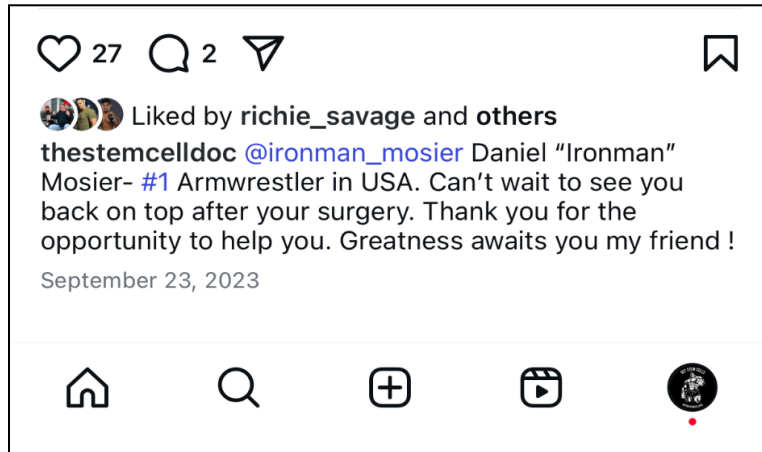 27 2
Liked by richie_savage and others
thestemcelldoc @ironman_mosier Daniel “Ironman”
Mosier- #1 Armwrestler in USA. Can’t wait to see you
back on top after your surgery. Thank you for the
opportunity to help you. Greatness awaits you my friend !
September 23, 2023